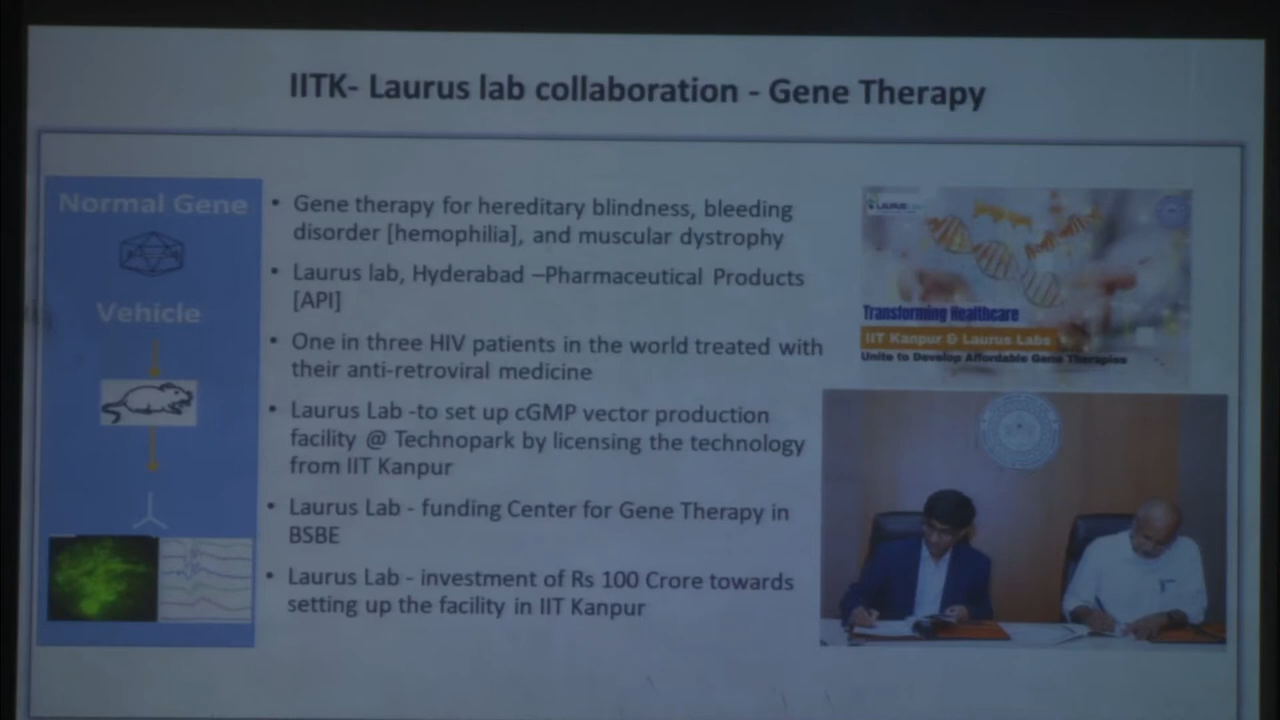 IITK- Laurus lab collaboration - Gene Therapy
Normal Gene
Vehicle
• Gene therapy for hereditary blindness, bleeding
disorder [hemophilia], and muscular dystrophy
• Laurus lab, Hyderabad –Pharmaceutical Products
[API]
• One in three HIV patients in the world treated with
their anti-retroviral medicine
• Laurus Lab -to set up cGMP vector production
facility @ Technopark by licensing the technology
from IIT Kanpur
• Laurus Lab - funding Center for Gene Therapy in
BSBE
• Laurus Lab - investment of Rs 100 Crore towards
setting up the facility in IIT Kanpur
LAURUS
Transforming Healthcare
IIT Kanpur & Laurus Labs
Unite to Develop Affordable Gene Therapies